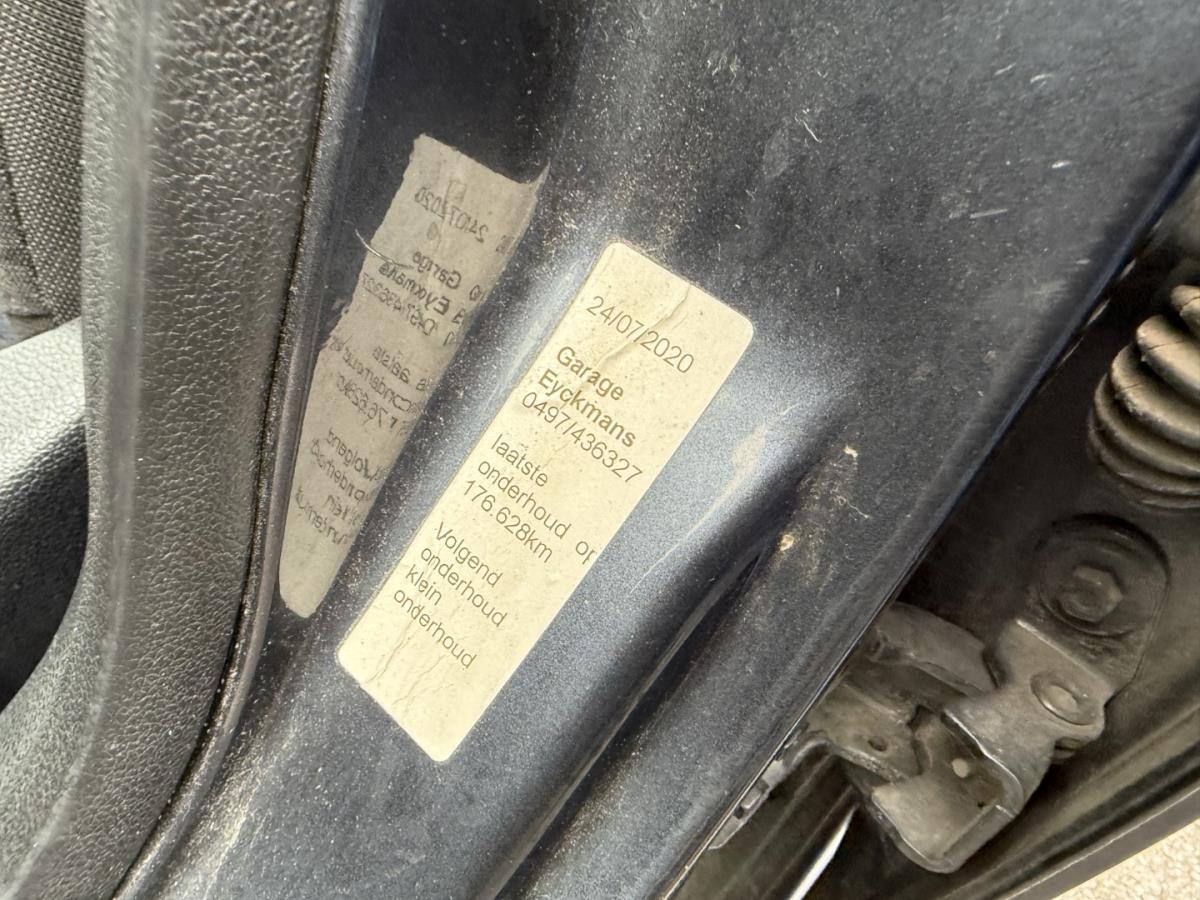 24/07/2020
Garage
Eyckmans
0497/436327
laatste
onderhoud op
176.628km
Volgend
onderhoud
klein
onderhoud